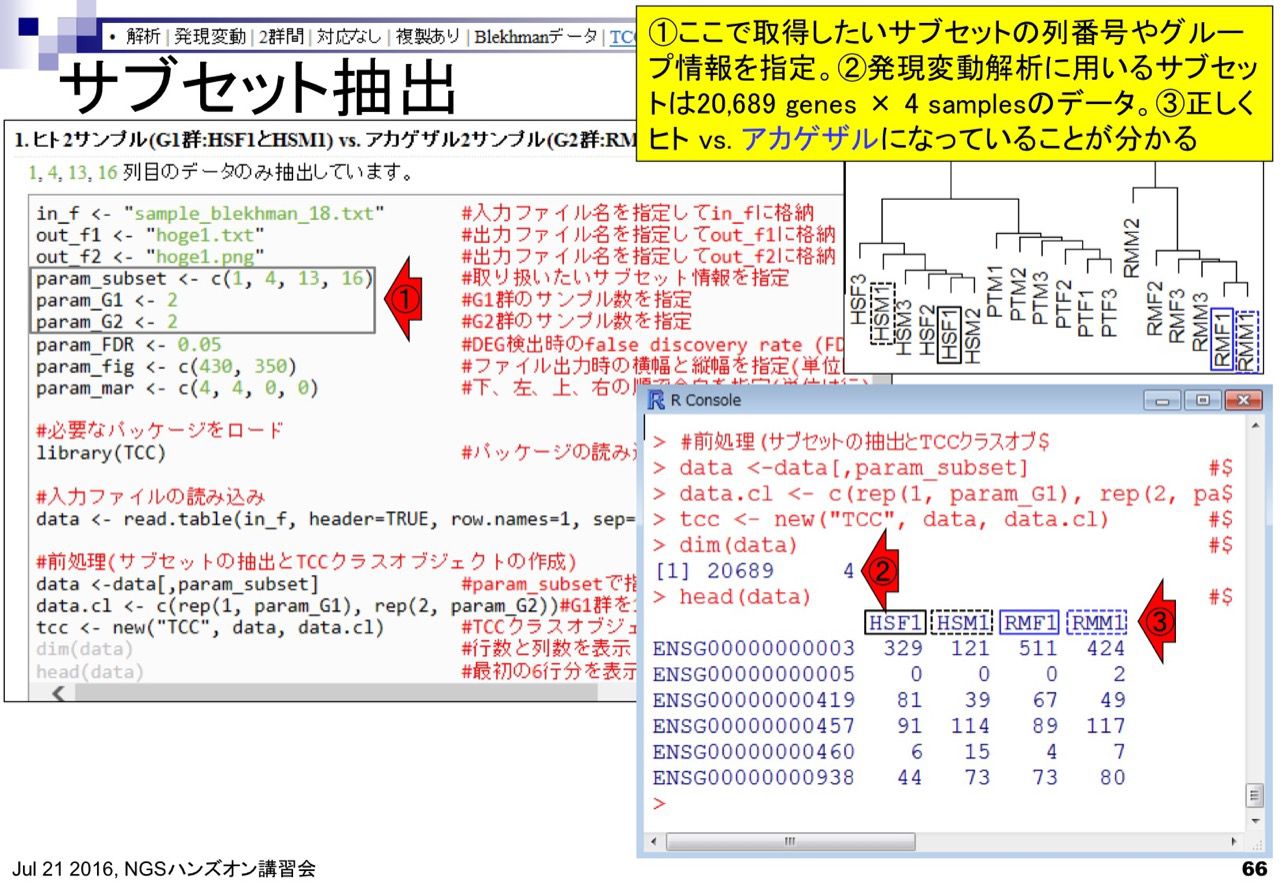 • 解析 | 発現変動 | 2群間 | 対応なし | 複製あり | Blekhmanデータ | TCC
サブセット抽出
①ここで取得したいサブセットの列番号やグルー
プ情報を指定。②発現変動解析に用いるサブセッ
トは20,689 genes × 4 samplesのデータ。③正しく
ヒト vs. アカゲザルになっていることが分かる
1. ヒト2サンプル(G1群:HSF1とHSM1) vs. アカゲザル2サンプル(G2群:RM
1, 4, 13, 16 列目のデータのみ抽出しています。
in_f <- "sample_blekhman_18.txt" #入力ファイル名を指定してin_fに格納
out_f1 <- "hoge1.txt" #出力ファイル名を指定してout_f1に格納
out_f2 <- "hoge1.png" #出力ファイル名を指定してout_f2に格納
param_subset <- c(1, 4, 13, 16) #取り扱いたいサブセット情報を指定
param_G1 <- 2 #G1群のサンプル数を指定
param_G2 <- 2 #G2群のサンプル数を指定
param_FDR <- 0.05 #DEG検出時のfalse discovery rate (FD
param_fig <- c(430, 350) #ファイル出力時の横幅と縦幅を指定(単位
param_mar <- c(4, 4, 0, 0) #下、左、上、右の順で余白を指定(単位は行)
①
#必要なパッケージをロード
library(TCC) #パッケージの読み込
#入力ファイルの読み込み
data <- read.table(in_f, header=TRUE, row.names=1, sep=
#前処理(サブセットの抽出とTCCクラスオブジェクトの作成)
data <-data[,param_subset] #param_subsetで指
data.cl <- c(rep(1, param_G1), rep(2, param_G2))#G1群を1
tcc <- new("TCC", data, data.cl) #TCCクラスオブジェ
dim(data) #行数と列数を表示
head(data) #最初の6行分を表示
HSF3
HSM1
HSM3
HSF2
HSF1
HSM2
PTM1
PTM2
PTM3
PTF2
PTF1
PTF3
RMM2
RMF2
RMF3
RMM3
RMF1
RMM1
R Console
> #前処理(サブセットの抽出とTCCクラスオブ$
> data <-data[,param_subset] #$
> data.cl <- c(rep(1, param_G1), rep(2, pa$
> tcc <- new("TCC", data, data.cl) #$
> dim(data) #$
[1] 20689 4
②
> head(data) #$
HSF1 HSM1 RMF1 RMM1
③
ENSG00000000003 329 121 511 424
ENSG00000000005 0 0 0 2
ENSG00000000419 81 39 67 49
ENSG00000000457 91 114 89 117
ENSG00000000460 6 15 4 7
ENSG00000000938 44 73 73 80
>
Jul 21 2016, NGSハンズオン講習会
66